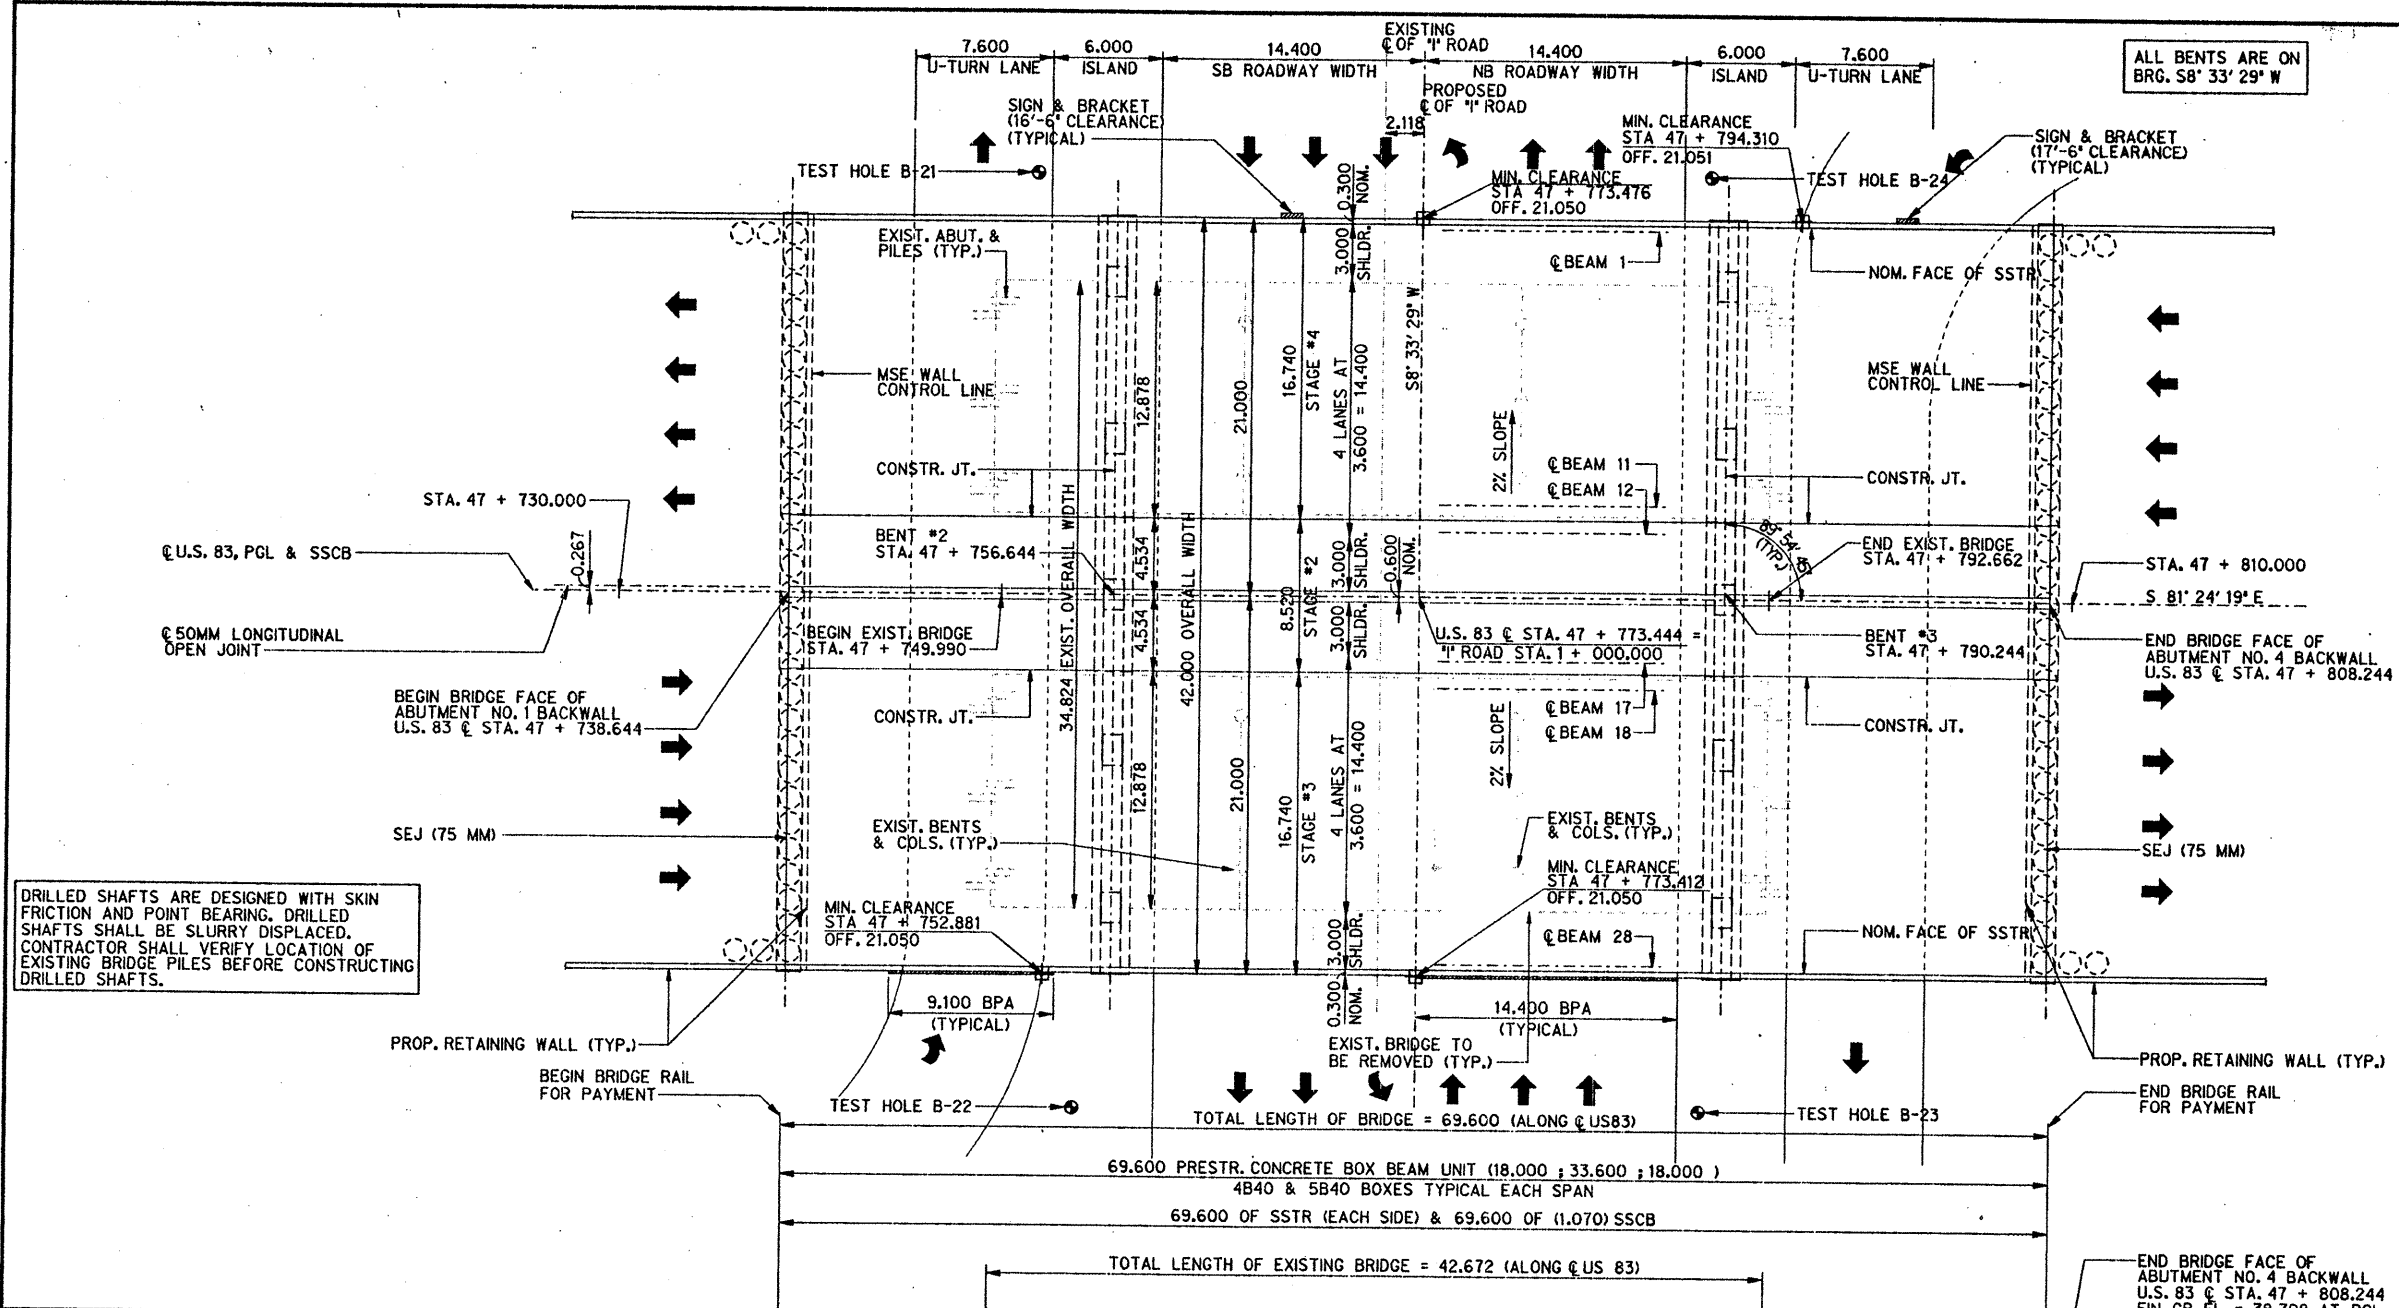 EXISTING
℄ OF "I" ROAD
7.600
U-TURN LANE
6.000
ISLAND
14.400
SB ROADWAY WIDTH
14.400
NB ROADWAY WIDTH
6.000
ISLAND
7.600
U-TURN LANE
ALL BENTS ARE ON
BRG. S8° 33' 29" W
PROPOSED
℄ OF "I" ROAD
2.118
SIGN & BRACKET
(16'-6" CLEARANCE)
(TYPICAL)
MIN. CLEARANCE
STA 47 + 794.310
OFF. 21.051
SIGN & BRACKET
(17'-6" CLEARANCE)
(TYPICAL)
TEST HOLE B-21
0.300
NOM.
MIN. CLEARANCE
STA 47 + 773.476
OFF. 21.050
TEST HOLE B-24
EXIST. ABUT. &
PILES (TYP.)
3.000
SHLDR.
℄ BEAM 1
NOM. FACE OF SSTR
S8° 33' 29" W
MSE WALL
CONTROL LINE
12.878
21.000
16.740
STAGE #4
4 LANES AT
3.600 = 14.400
2% SLOPE
MSE WALL
CONTROL LINE
CONSTR. JT.
℄ BEAM 11
℄ BEAM 12
CONSTR. JT.
STA. 47 + 730.000
34.824 EXIST. OVERALL WIDTH
42.000 OVERALL WIDTH
℄ U.S. 83, PGL & SSCB
0.267
BENT #2
STA. 47 + 756.644
4.534
3.000
SHLDR.
0.600
NOM.
89° 54' 46"
(TYP.)
END EXIST. BRIDGE
STA. 47 + 792.662
STA. 47 + 810.000
S 81° 24' 19" E
℄ 50MM LONGITUDINAL
OPEN JOINT
BEGIN EXIST. BRIDGE
STA. 47 + 749.990
4.534
8.520
STAGE #2
3.000
SHLDR.
U.S. 83 ℄ STA. 47 + 773.444 =
"I" ROAD STA. 1 + 000.000
BENT #3
STA. 47 + 790.244
END BRIDGE FACE OF
ABUTMENT NO. 4 BACKWALL
U.S. 83 ℄ STA. 47 + 808.244
BEGIN BRIDGE FACE OF
ABUTMENT NO. 1 BACKWALL
U.S. 83 ℄ STA. 47 + 738.644
CONSTR. JT.
℄ BEAM 17
℄ BEAM 18
CONSTR. JT.
2% SLOPE
12.878
21.000
16.740
STAGE #3
4 LANES AT
3.600 = 14.400
SEJ (75 MM)
EXIST. BENTS
& COLS. (TYP.)
EXIST. BENTS
& COLS. (TYP.)
SEJ (75 MM)
DRILLED SHAFTS ARE DESIGNED WITH SKIN
FRICTION AND POINT BEARING. DRILLED
SHAFTS SHALL BE SLURRY DISPLACED.
CONTRACTOR SHALL VERIFY LOCATION OF
EXISTING BRIDGE PILES BEFORE CONSTRUCTING
DRILLED SHAFTS.
MIN. CLEARANCE
STA 47 + 752.881
OFF. 21.050
MIN. CLEARANCE
STA 47 + 773.412
OFF. 21.050
3.000
SHLDR.
℄ BEAM 28
NOM. FACE OF SSTR
0.300
NOM.
9.100 BPA
(TYPICAL)
14.400 BPA
(TYPICAL)
PROP. RETAINING WALL (TYP.)
EXIST. BRIDGE TO
BE REMOVED (TYP.)
PROP. RETAINING WALL (TYP.)
BEGIN BRIDGE RAIL
FOR PAYMENT
END BRIDGE RAIL
FOR PAYMENT
TEST HOLE B-22
TEST HOLE B-23
TOTAL LENGTH OF BRIDGE = 69.600 (ALONG ℄ US83)
69.600 PRESTR. CONCRETE BOX BEAM UNIT (18.000 ; 33.600 ; 18.000 )
4B40 & 5B40 BOXES TYPICAL EACH SPAN
69.600 OF SSTR (EACH SIDE) & 69.600 OF (1.070) SSCB
TOTAL LENGTH OF EXISTING BRIDGE = 42.672 (ALONG ℄ US 83)
END BRIDGE FACE OF
ABUTMENT NO. 4 BACKWALL
U.S. 83 ℄ STA. 47 + 808.244